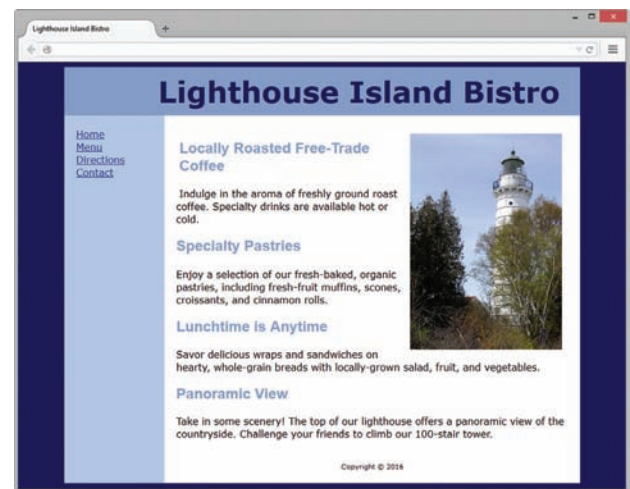 Lighthouse Island Bistro
Lighthouse Island Bistro
Home
Menu
Directions
Contact
Locally Roasted Free-Trade
Coffee
Indulge in the aroma of freshly ground roast
coffee. Specialty drinks are available hot or
cold.
Specialty Pastries
Enjoy a selection of our fresh-baked, organic
pastries, including fresh-fruit muffins, scones,
croissants, and cinnamon rolls.
Lunchtime is Anytime
Savor delicious wraps and sandwiches on
hearty, whole-grain breads with locally-grown salad, fruit, and vegetables.
Panoramic View
Take in some scenery! The top of our lighthouse offers a panoramic view of the
countryside. Challenge your friends to climb our 100-stair tower.
Copyright © 2016